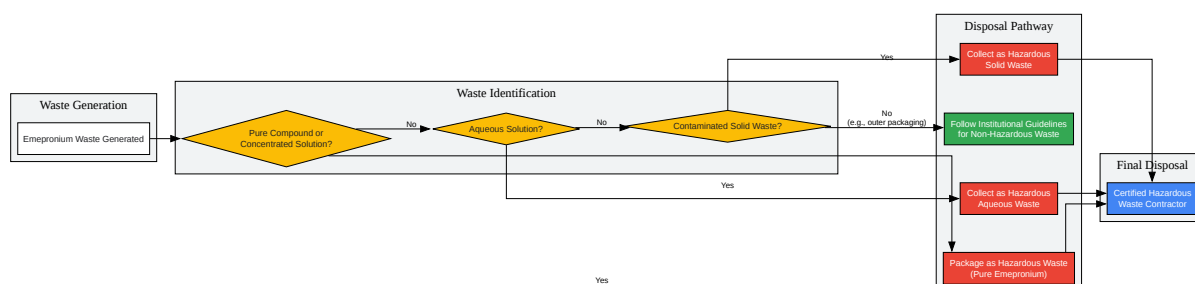 Disposal Pathway
Collect as Hazardous
Solid Waste
Yes
Waste Identification
Waste Generation
Emepronium Waste Generated
Pure Compound or
Concentrated Solution?
No
Aqueous Solution?
No
Contaminated Solid Waste?
No
(e.g., outer packaging)
Follow Institutional Guidelines
for Non-Hazardous Waste
Final Disposal
Yes
Collect as Hazardous
Aqueous Waste
Certified Hazardous
Waste Contractor
Package as Hazardous Waste
(Pure Emepronium)
Yes